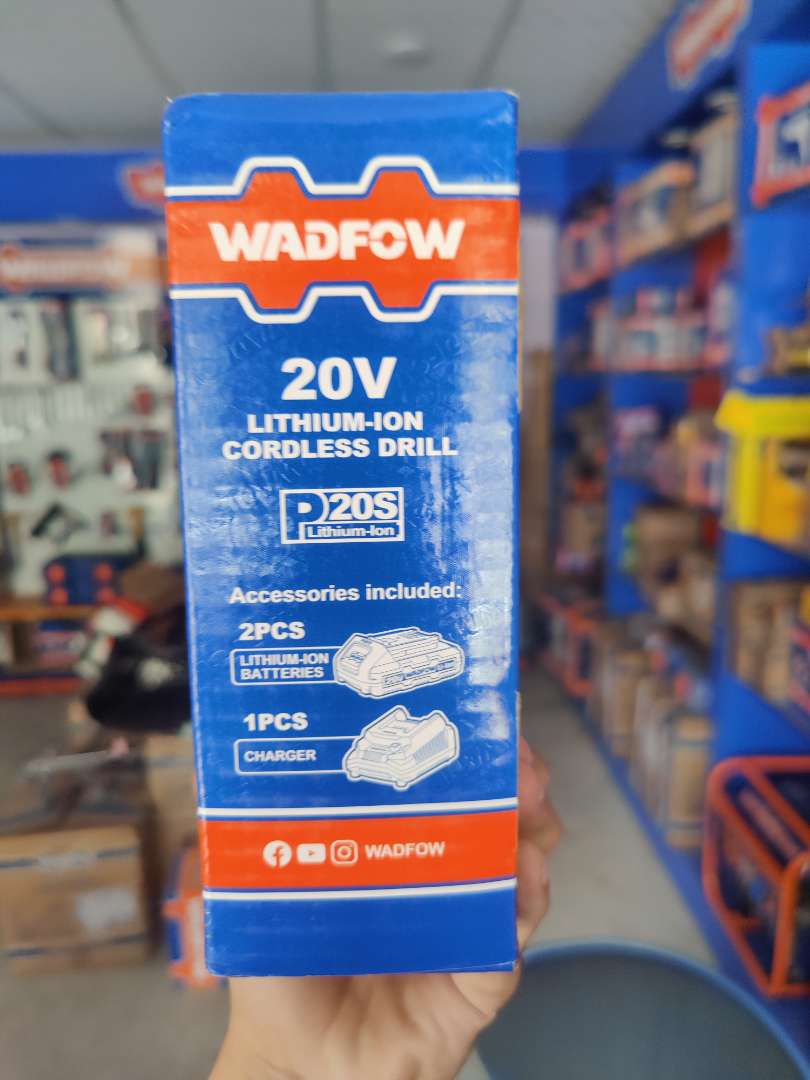 WADFOW
20V
LITHIUM-ION
CORDLESS DRILL
P20S
Lithium-Ion
Accessories included:
2PCS
LITHIUM-ION
BATTERIES
1PCS
CHARGER
WADFOW